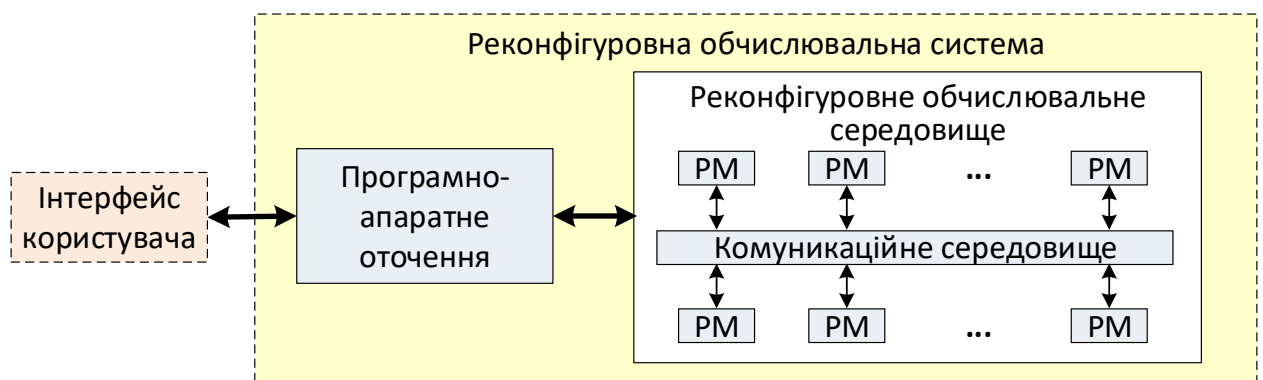 Реконфігуровна обчислювальна система
Реконфігуровне обчислювальне
середовище
Інтерфейс
користувача
Програмно-
апаратне
оточення
РМ РМ ... РМ
Комуникаційне середовище
РМ РМ ... РМ